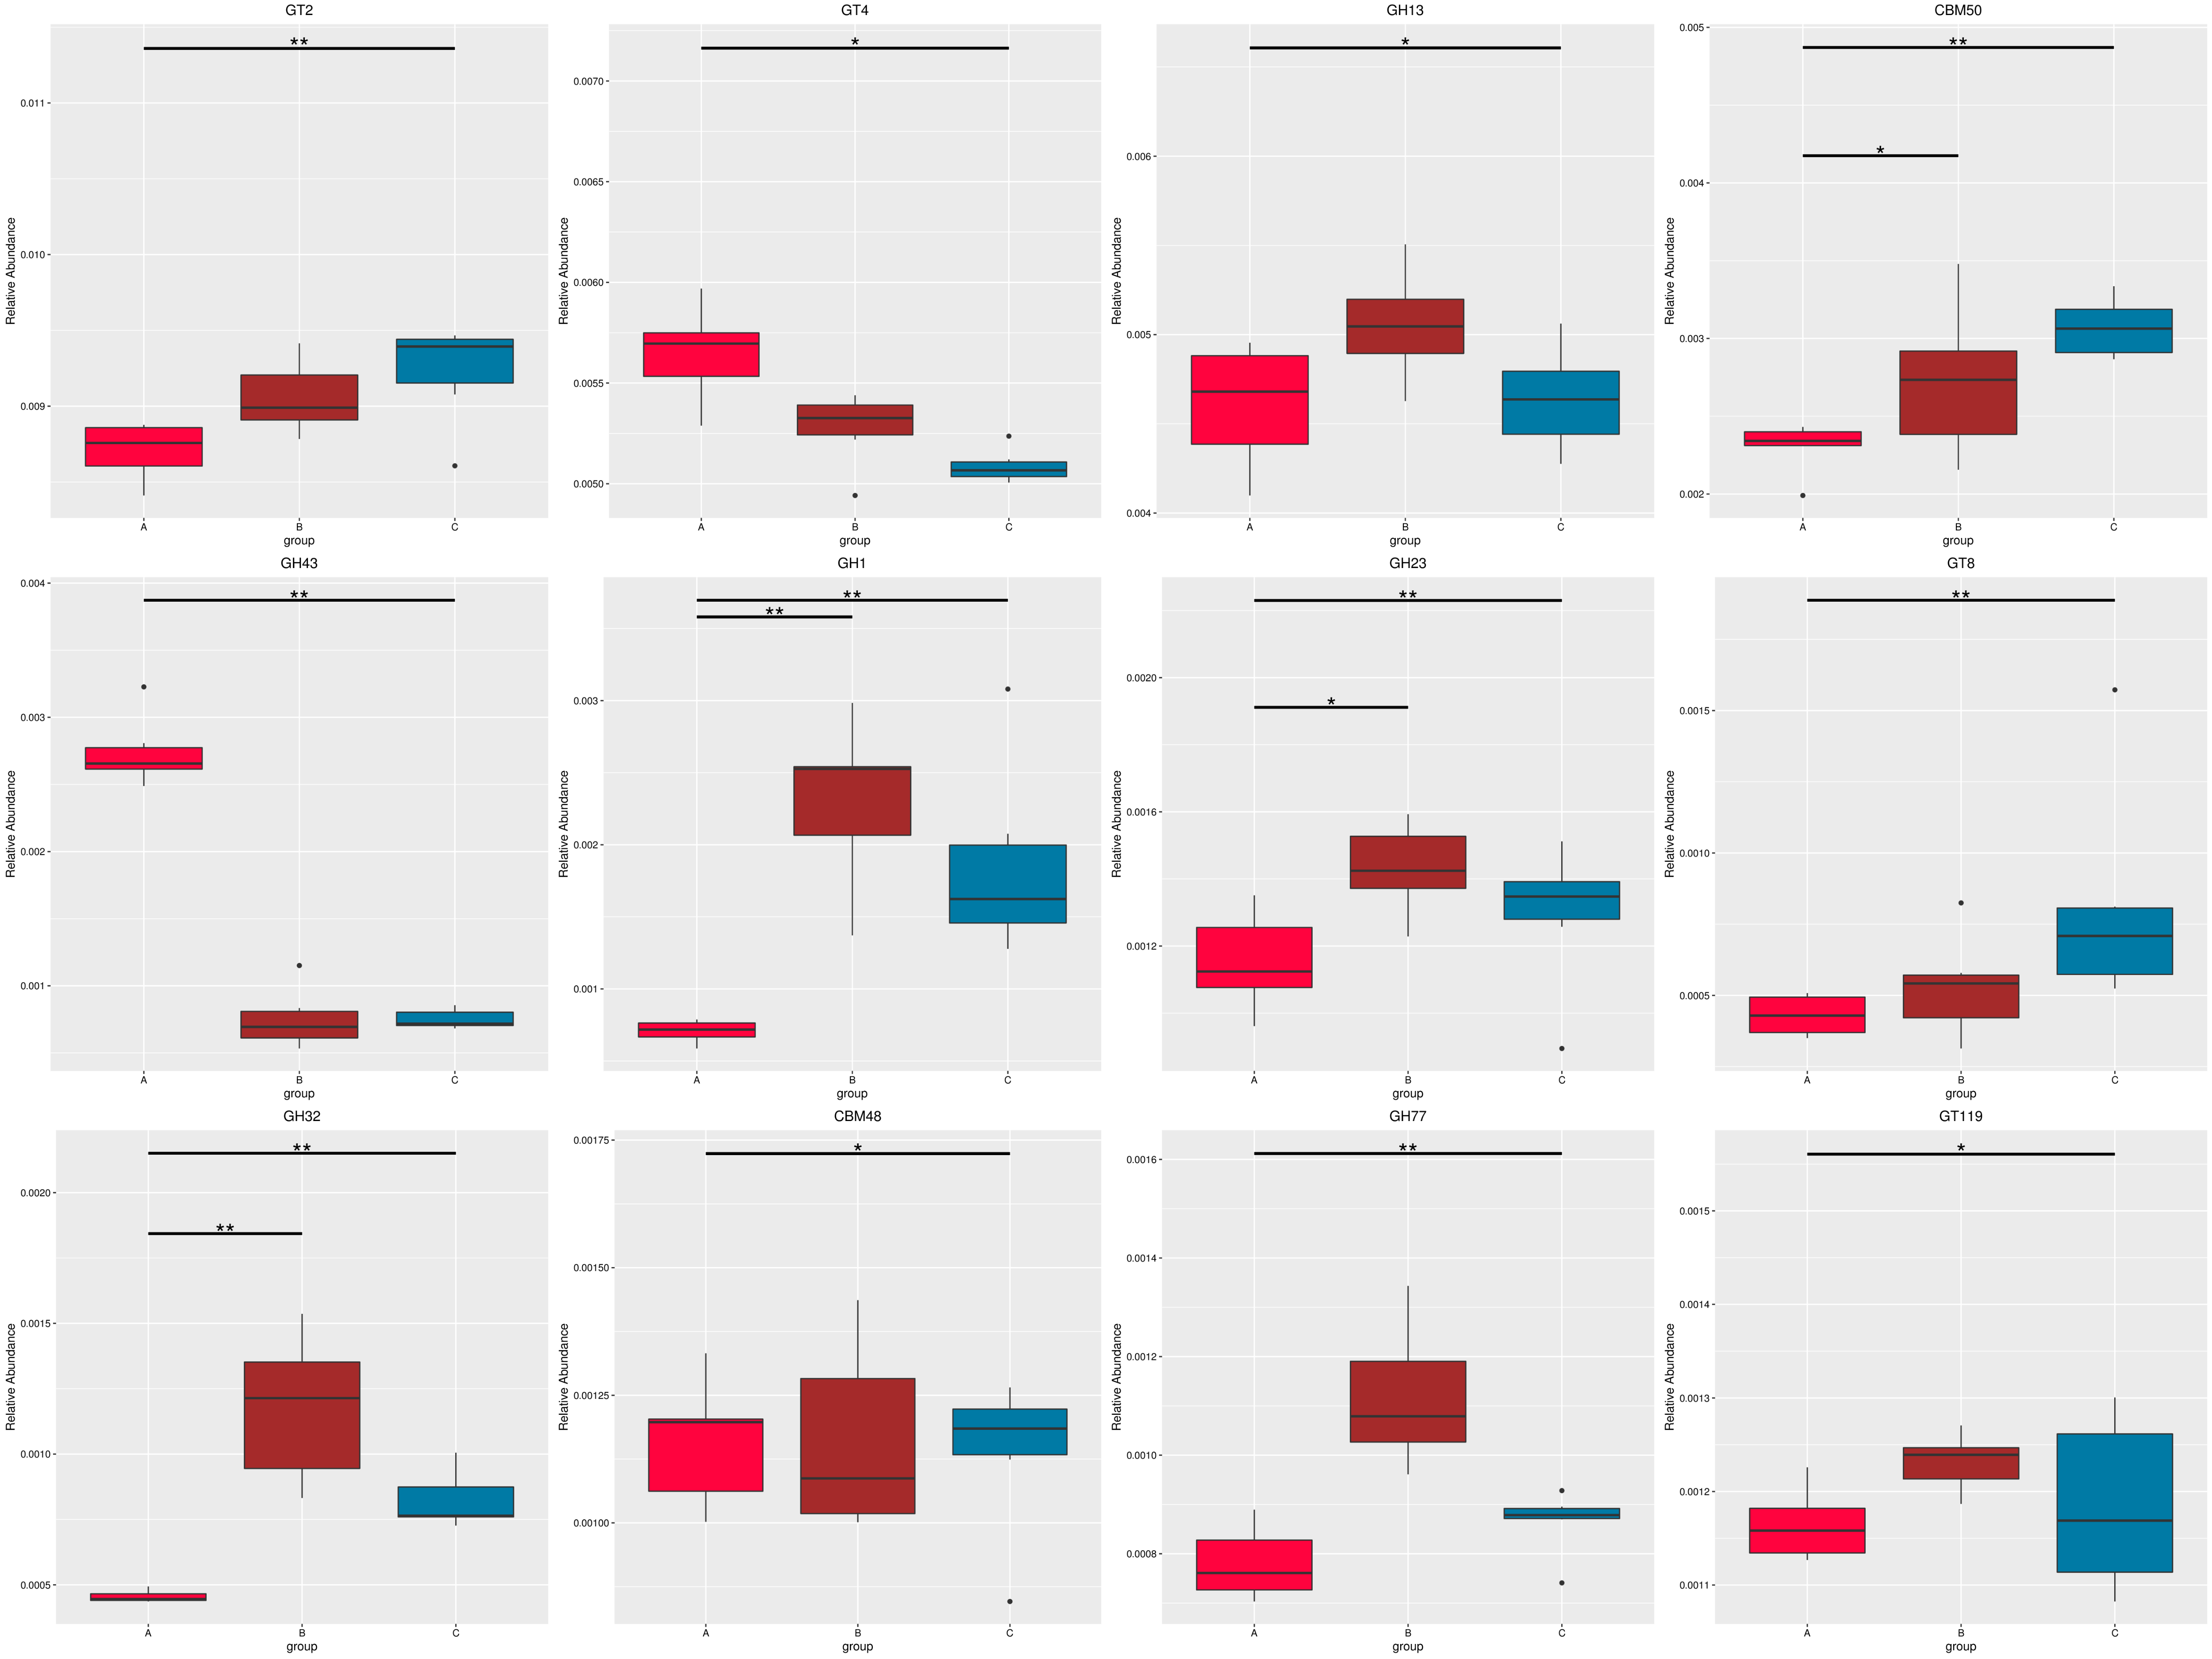 GT2
**
0.011
0.010
0.009
Relative Abundance
A B C
group
GT4
*
0.0070
0.0065
0.0060
0.0055
0.0050
Relative Abundance
A B C
group
GH13
*
0.006
0.005
0.004
Relative Abundance
A B C
group
CBM50
**
*
0.005
0.004
0.003
0.002
Relative Abundance
A B C
group
GH43
**
0.004
0.003
0.002
0.001
Relative Abundance
A B C
group
GH1
**
**
0.003
0.002
0.001
Relative Abundance
A B C
group
GH23
**
*
0.0020
0.0016
0.0012
Relative Abundance
A B C
group
GT8
**
0.0015
0.0010
0.0005
Relative Abundance
A B C
group
GH32
**
**
0.0020
0.0015
0.0010
0.0005
Relative Abundance
A B C
group
CBM48
*
0.00175
0.00150
0.00125
0.00100
Relative Abundance
A B C
group
GH77
**
0.0016
0.0014
0.0012
0.0010
0.0008
Relative Abundance
A B C
group
GT119
*
0.0015
0.0014
0.0013
0.0012
0.0011
Relative Abundance
A B C
group